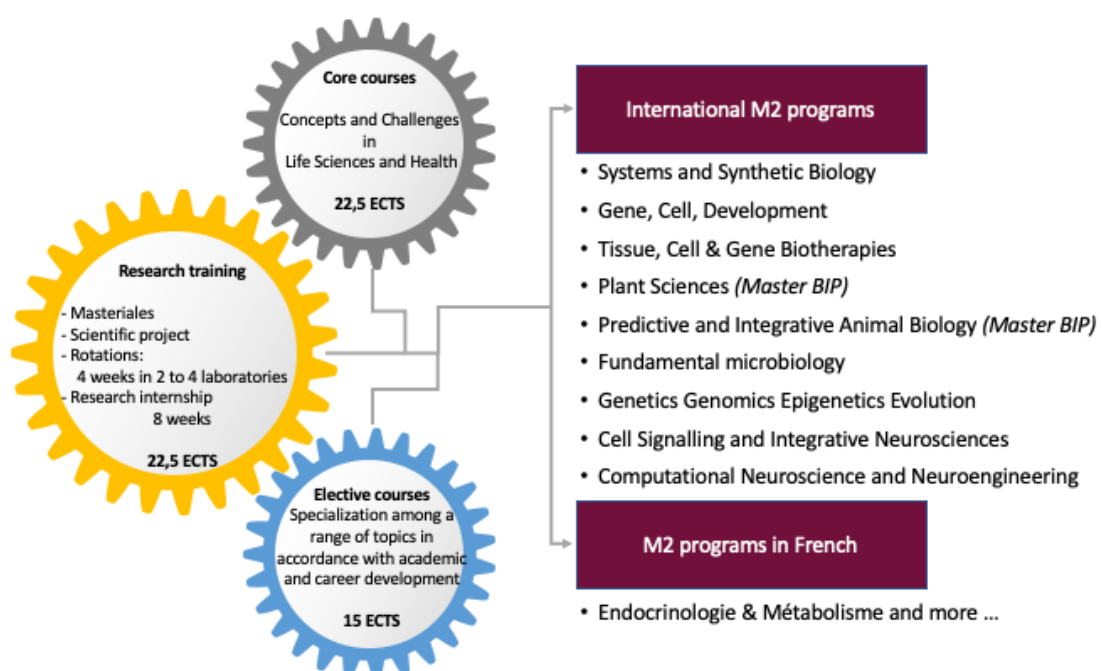 Core courses
Concepts and Challenges
in
Life Sciences and Health
22,5 ECTS
Research training
- Masteriales
- Scientific project
- Rotations:
4 weeks in 2 to 4 laboratories
- Research internship
8 weeks
22,5 ECTS
Elective courses
Specialization among a
range of topics in
accordance with academic
and career development
15 ECTS
International M2 programs
• Systems and Synthetic Biology
• Gene, Cell, Development
• Tissue, Cell & Gene Biotherapies
• Plant Sciences (Master BIP)
• Predictive and Integrative Animal Biology (Master BIP)
• Fundamental microbiology
• Genetics Genomics Epigenetics Evolution
• Cell Signalling and Integrative Neurosciences
• Computational Neuroscience and Neuroengineering
M2 programs in French
• Endocrinologie & Métabolisme and more ...